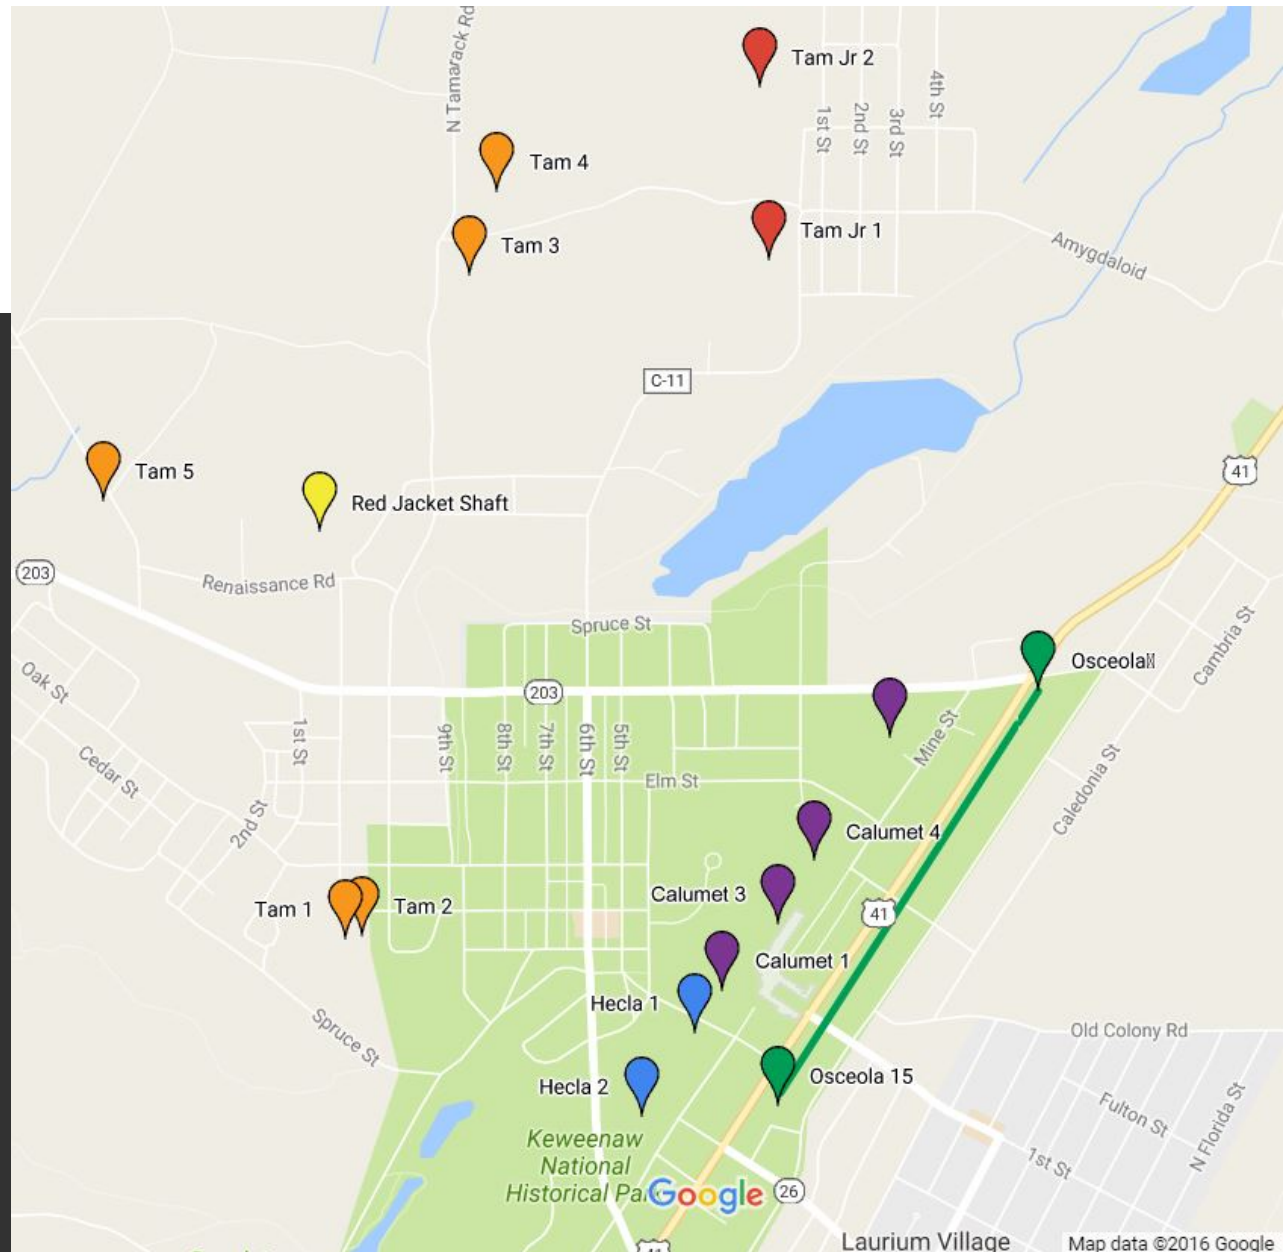 N Tamarack Rd
Tam Jr 2
4th St
1st St
2nd St
3rd St
Tam 4
Tam Jr 1
Tam 3
Amygdaloid
C-11
41
Tam 5
Red Jacket Shaft
203
Renaissance Rd
Spruce St
Cambria St
Oak St
Osceola
203
1st St
9th St
8th St
7th St
6th St
5th St
Mine St
Cedar St
Elm St
Caledonia St
2nd St
Calumet 4
Calumet 3
Tam 1
Tam 2
41
Calumet 1
Hecla 1
Spruce St
Old Colony Rd
Hecla 2
Osceola 15
Fulton St
N Florida St
Keweenaw
National
Historical Par
1st St
Google
26
Laurium Village
41
Map data ©2016 Google